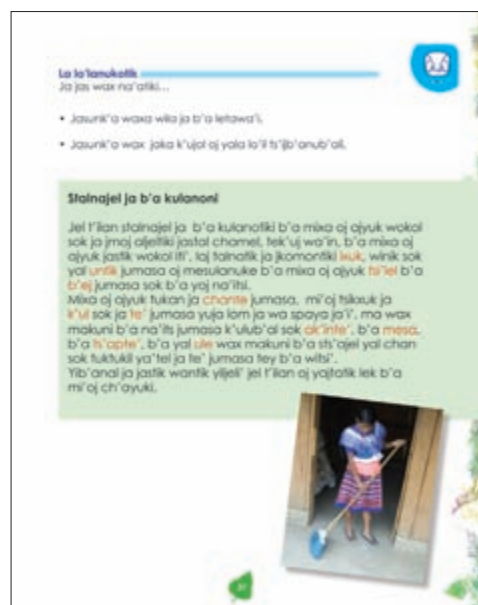 La lo'lanukotik
Ja jas wax na'atiki...
• Jasunk'a waxa wila ja b'a letawa'i.
• Jasunk'a wax jaka k'ujol oj yala lo'il ts'ijb'anub'ali.
Stalnajel ja b'a kulanoni
Jel t'ilan stalnajel ja b'a kulanotiki b'a mixa oj ajyuk wokol
sok ja jmoj aljeltiki jastal chamel, tek'uj wa'in, b'a mixa oj
ajyuk jastik wokol iti', laj talnatik ja jkomontiki ixuk, winik sok
yal untik jumasa oj mesulanuke b'a mixa oj ajyuk ts'ilel b'a
b'ej jumasa sok b'a yoj na'itsi.
Mixa oj ajyuk tukan ja chante jumasa, mi'oj tsilxuk ja
k'ul sok ja te' jumasa yuja lom ja wa spaya ja'i', ma wax
makuni b'a na'its jumasa k'ulub'al sok ak'inte', b'a mesa,
b'a ts'apte', b'a yal ule wax makuni b'a sts'ajel yal chan
sok tuktukil ya'tel ja te' jumasa tey b'a witsi'.
Yib'anal ja jastik wantik yiljeli' jel t'ilan oj yajtatik lek b'a
mi'oj ch'ayuki.